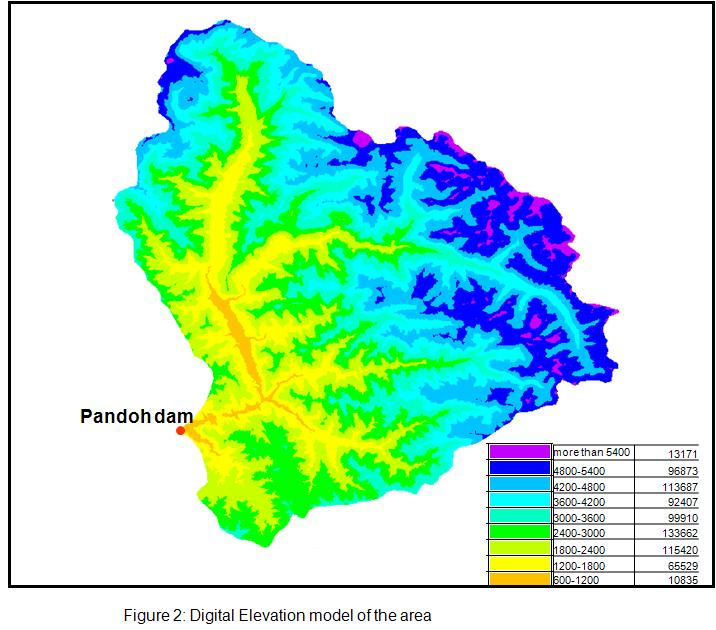 Pandoh dam
more than 5400 13171
4800-5400 96873
4200-4800 113687
3600-4200 92407
3000-3600 99910
2400-3000 133662
1800-2400 115420
1200-1800 65529
600-1200 10835
Figure 2: Digital Elevation model of the area